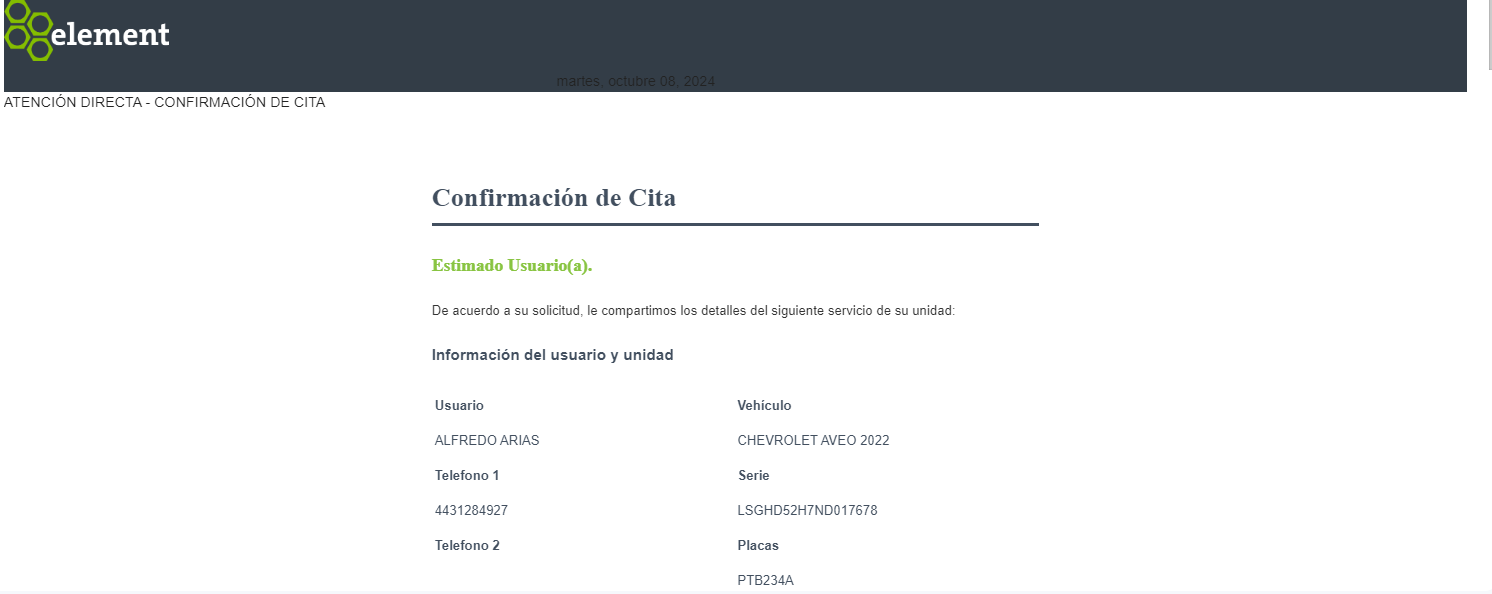 element
martes, octubre 08, 2024
ATENCIÓN DIRECTA - CONFIRMACIÓN DE CITA
Confirmación de Cita
Estimado Usuario(a).
De acuerdo a su solicitud, le compartimos los detalles del siguiente servicio de su unidad:
Información del usuario y unidad
Usuario Vehículo
ALFREDO ARIAS CHEVROLET AVEO 2022
Telefono 1 Serie
4431284927 LSGHD52H7ND017678
Telefono 2 Placas
PTB234A